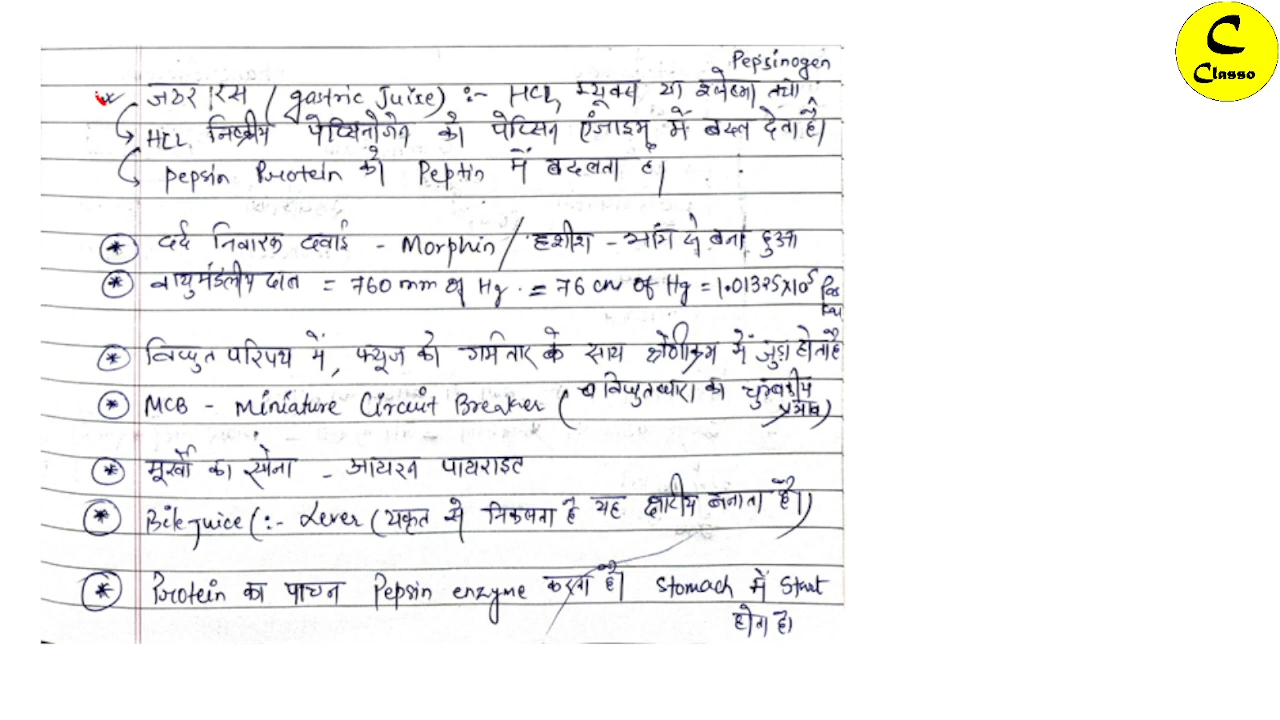 Pepsinogen
जठर रस (gastric Juise) :- HCl, म्यूकस या श्लेष्मा तथा
HCL निष्क्रीय पेप्सिनोजेन को पेप्सिन एंजाइम में बदल देता है।
pepsin Protein को Peptin में बदलता है।
* दर्द निवारक दवाई - Morphin / हशीश - भांग से बना हुआ
* वायुमंडलीय दाब = 760 mm of Hg = 76 cm of Hg = 1.01325×10⁵ Pas
* विद्युत परिपथ में, फ्यूज को गर्म तार के साथ श्रेणीक्रम में जुड़ा होता है
* MCB - Miniature Circuit Breaker ( विद्युतधारा का चुम्बकीय
प्रभाव)
* मूर्खो का सोना - आयरन पायराइट
* Bile juice (:- Lever (यकृत से निकलता है यह क्षारीय बनाता है।)
* Protein का पाचन Pepsin enzyme करता है। Stomach में Start
होता है।
C
Classo